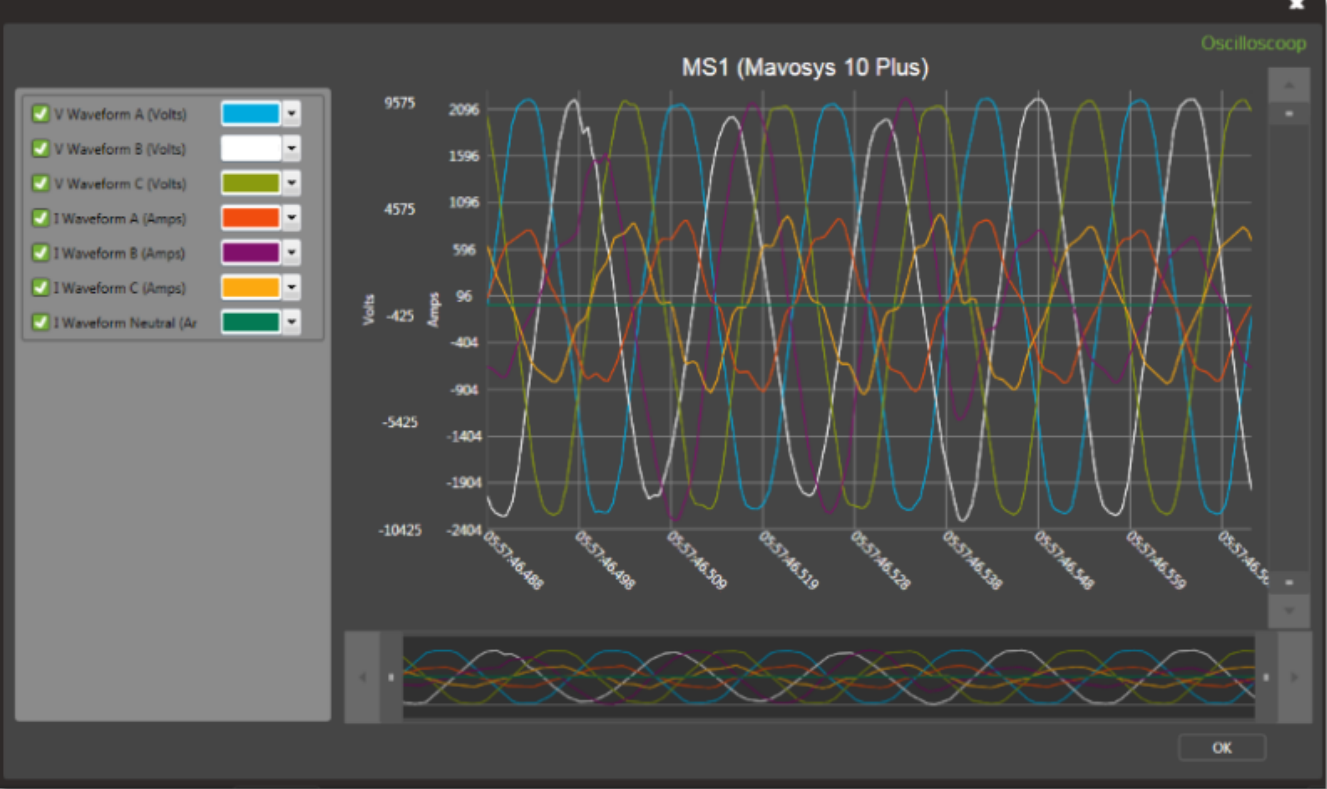 Oscilloscoop
MS1 (Mavosys 10 Plus)
V Waveform A (Volts)
V Waveform B (Volts)
V Waveform C (Volts)
I Waveform A (Amps)
I Waveform B (Amps)
I Waveform C (Amps)
I Waveform Neutral (Ar
Volts
9575
4575
-425
-5425
-10425
Amps
2096
1596
1096
596
96
-404
-904
-1404
-1904
-2404
05:57:46.488
05:57:46.498
05:57:46.509
05:57:46.519
05:57:46.528
05:57:46.538
05:57:46.548
05:57:46.559
OK